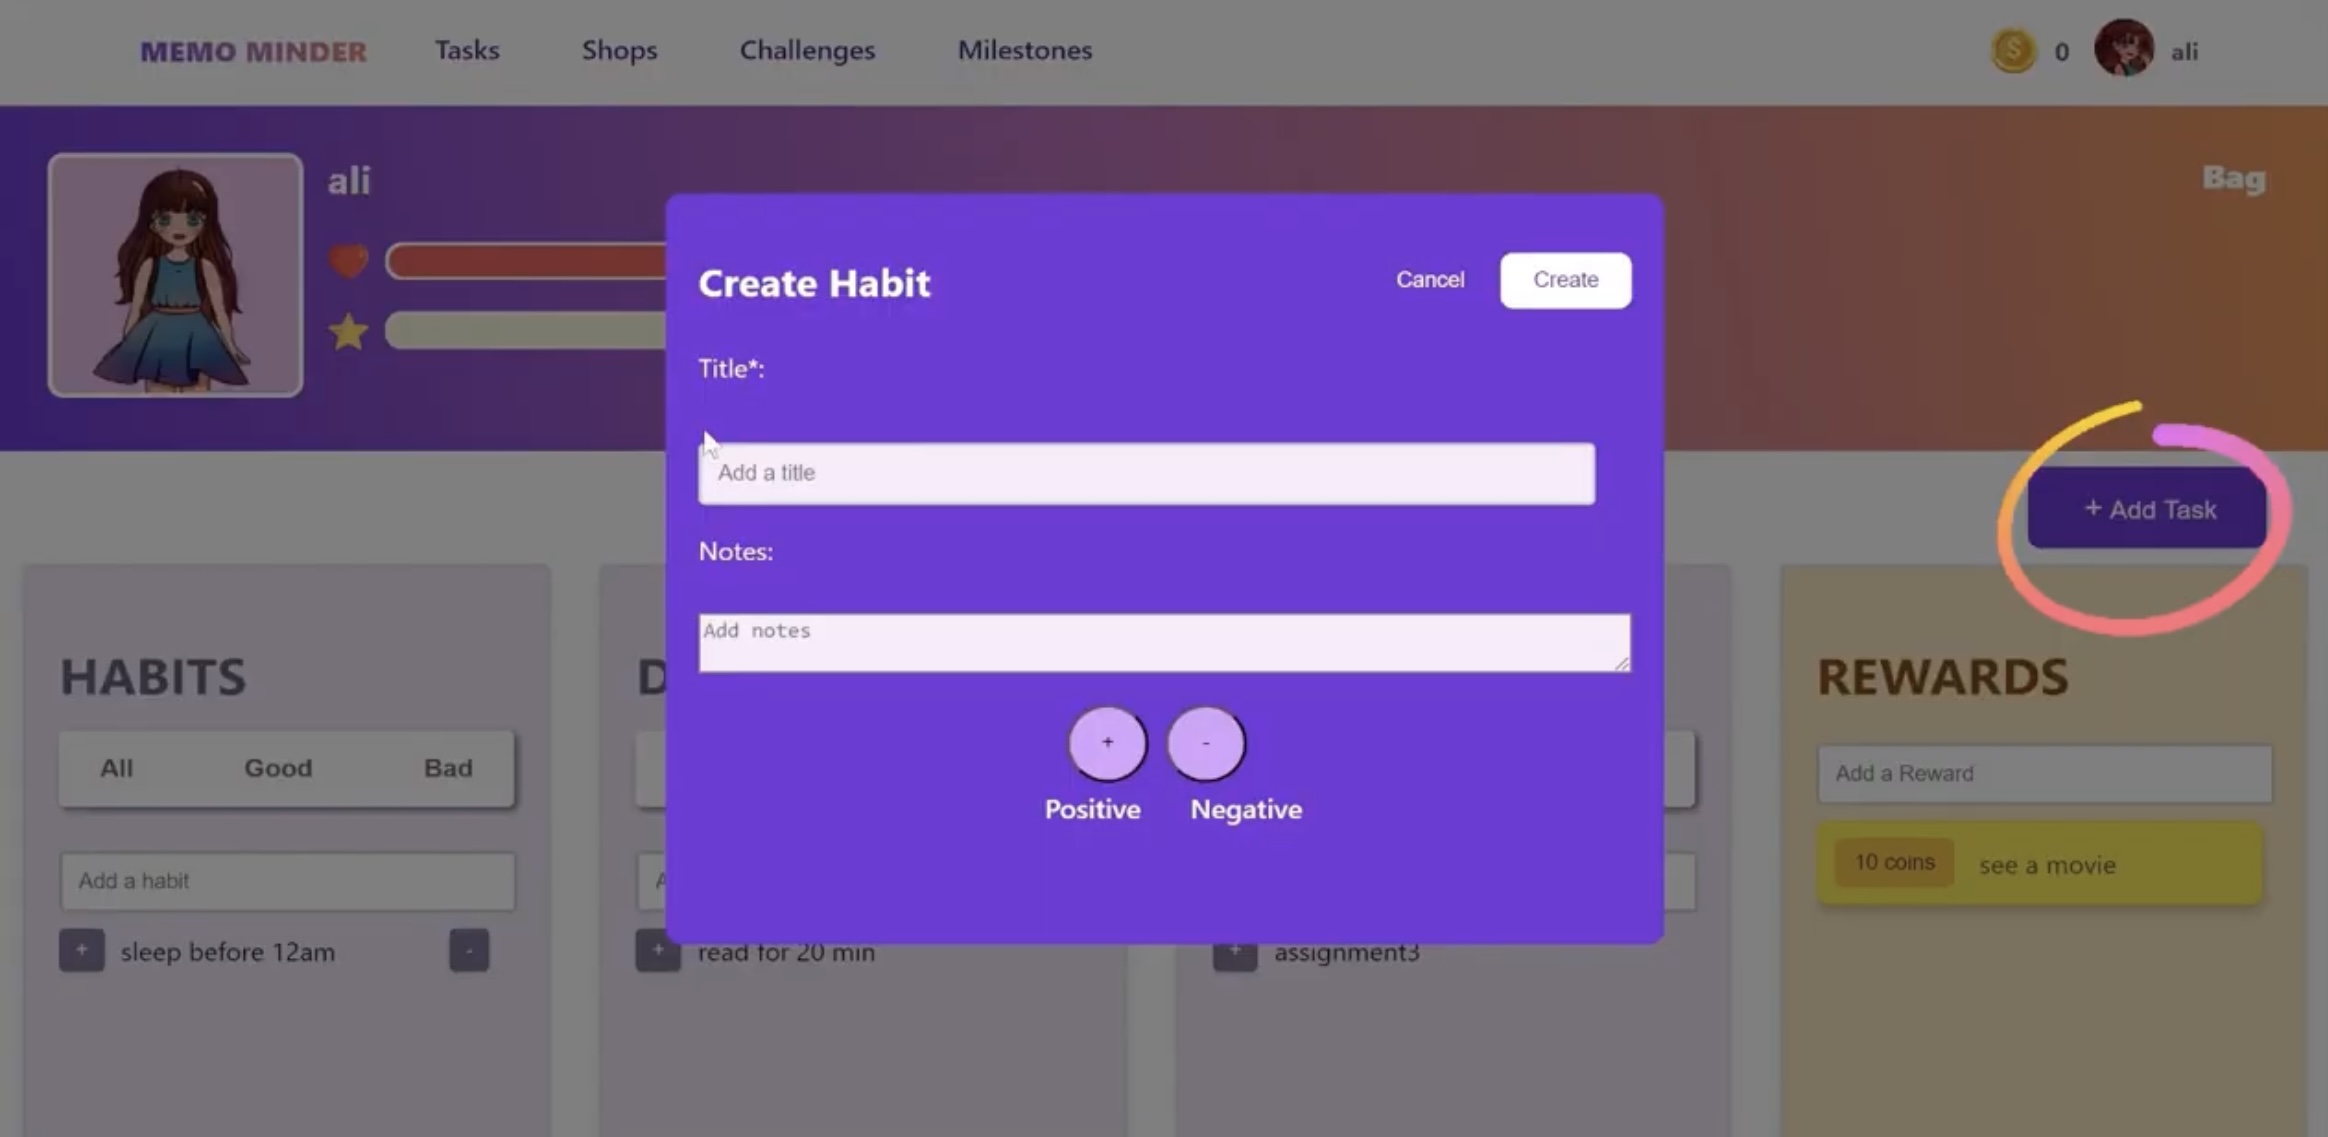 MEMO MINDER Tasks Shops Challenges Milestones 0 ali
ali
Bag
Create Habit Cancel Create
Title*:
Add a title
+ Add Task
Notes:
Add notes
HABITS
REWARDS
+ -
Positive Negative
All Good Bad
Add a Reward
10 coins see a movie
Add a habit
+ sleep before 12am -
+ read for 20 min
+ assignment3